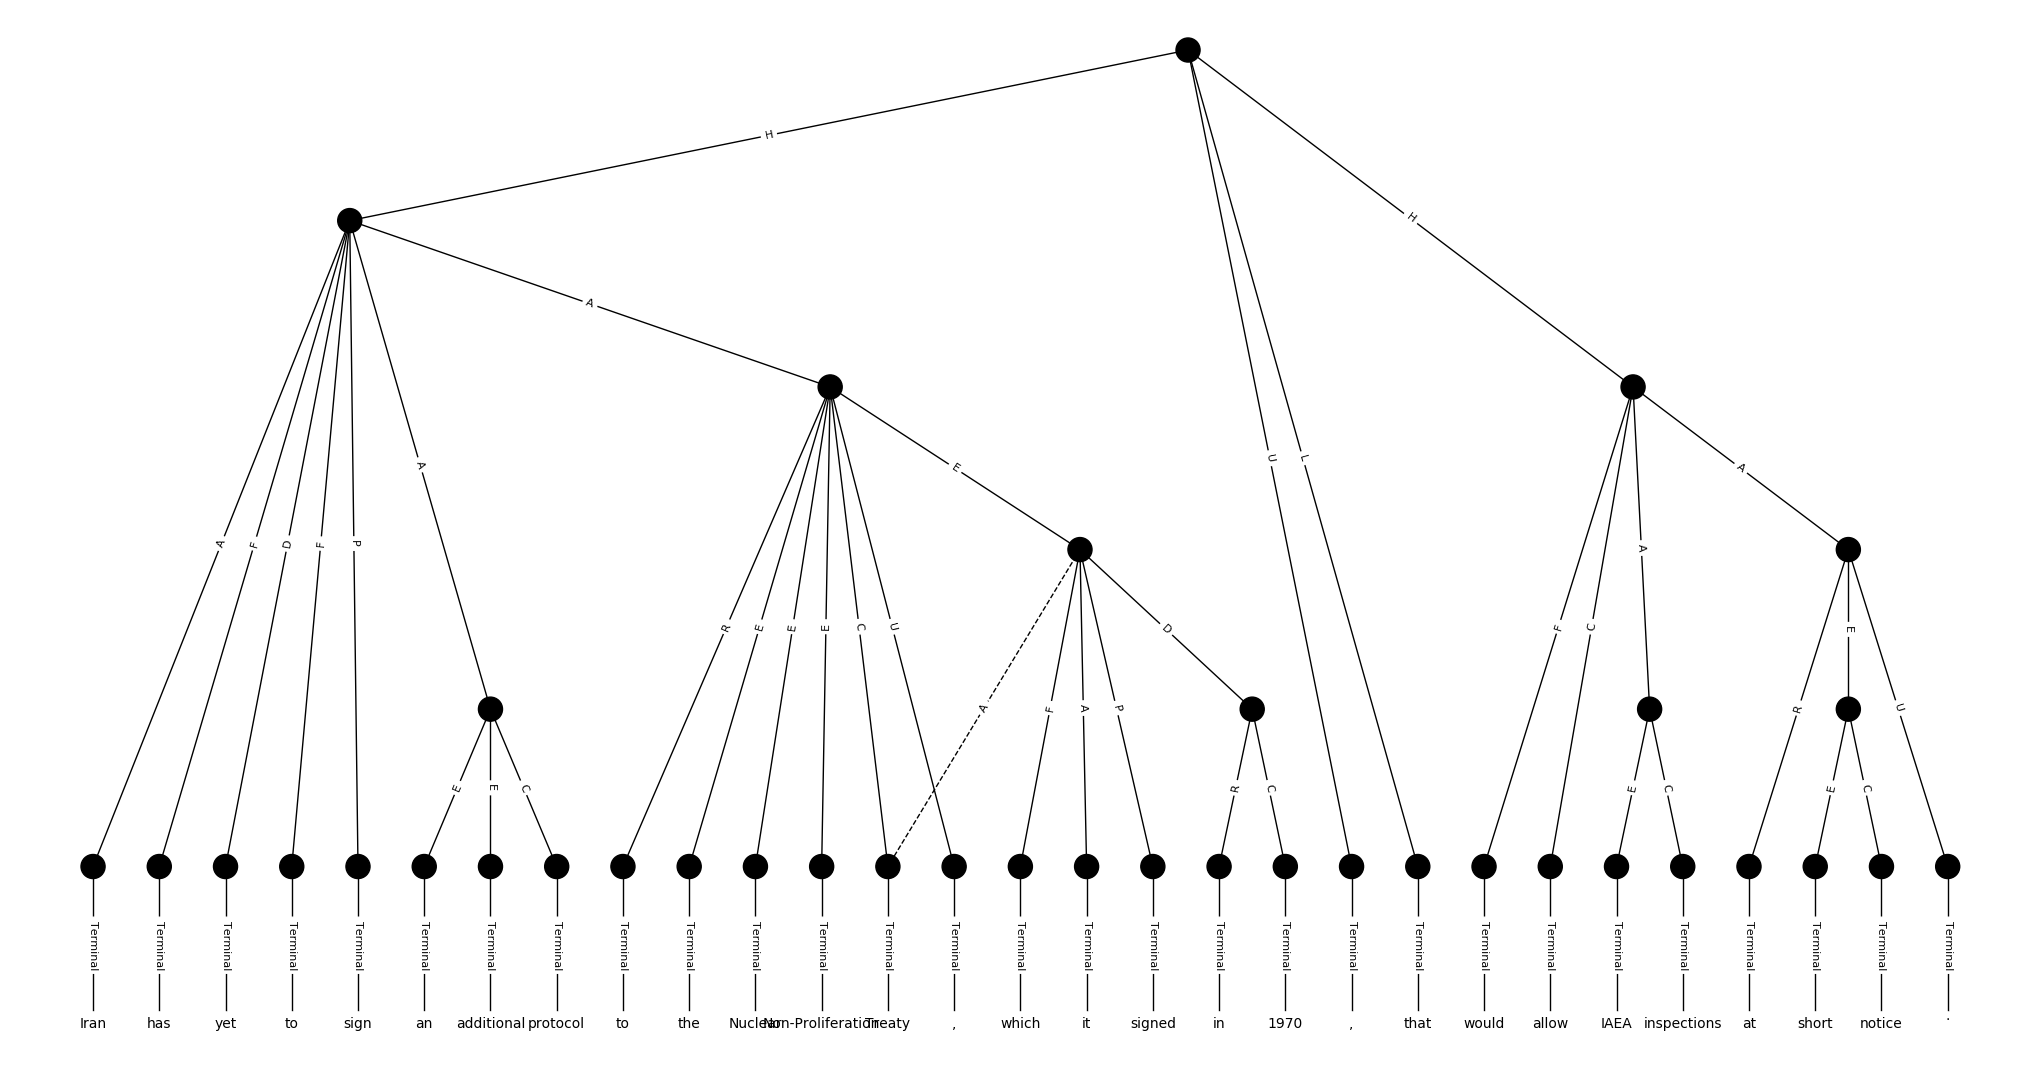 H
H
A
U
L
E
A
A
A
F
D
F
P
A
R
E
E
E
C
U
D
F
C
E
A
F
A
P
R
U
E
E
C
R
C
E
C
E
C
Terminal Terminal Terminal Terminal Terminal Terminal Terminal Terminal Terminal Terminal Terminal Terminal Terminal Terminal Terminal Terminal Terminal Terminal Terminal Terminal Terminal Terminal Terminal Terminal Terminal Terminal Terminal Terminal Terminal
Iran has yet to sign an additional protocol to the Nuclear Non-Proliferation Treaty , which it signed in 1970 , that would allow IAEA inspections at short notice .